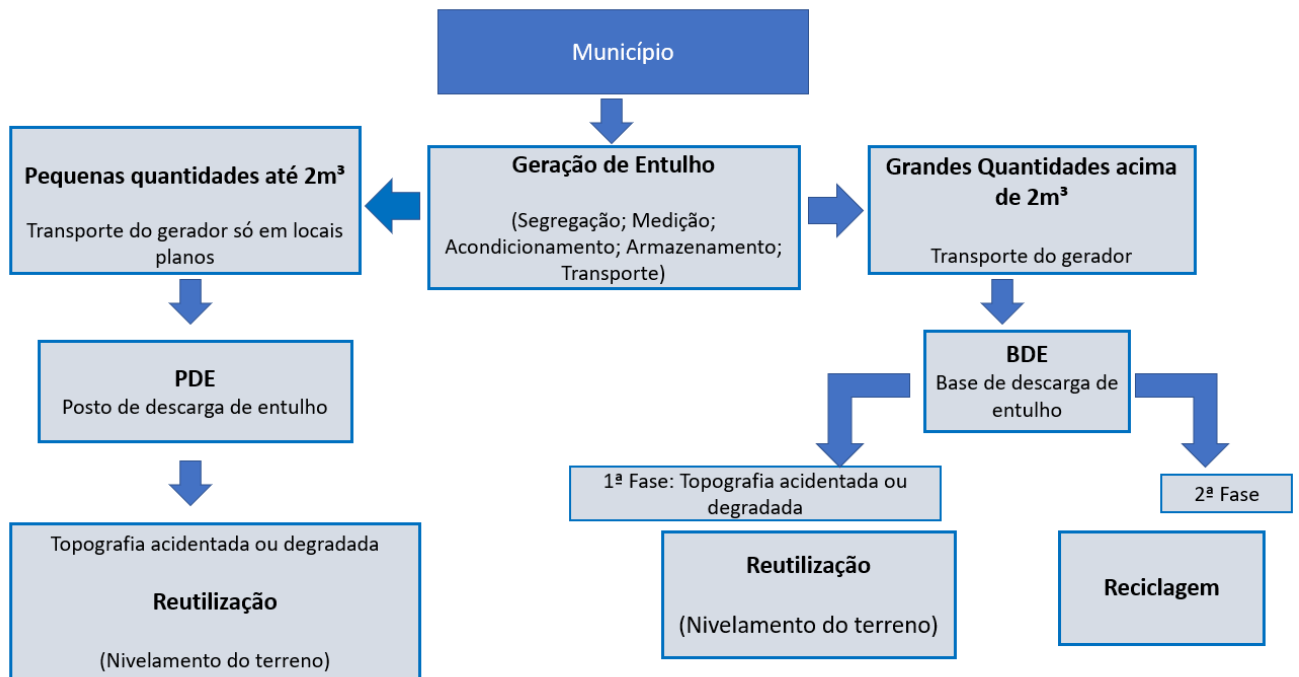 Município
Pequenas quantidades até 2m³
Transporte do gerador só em locais
planos
Geração de Entulho
(Segregação; Medição;
Acondicionamento; Armazenamento;
Transporte)
Grandes Quantidades acima
de 2m³
Transporte do gerador
PDE
Posto de descarga de entulho
BDE
Base de descarga de
entulho
1ª Fase: Topografia acidentada ou
degradada
2ª Fase
Topografia acidentada ou degradada
Reutilização
(Nivelamento do terreno)
Reutilização
(Nivelamento do terreno)
Reciclagem